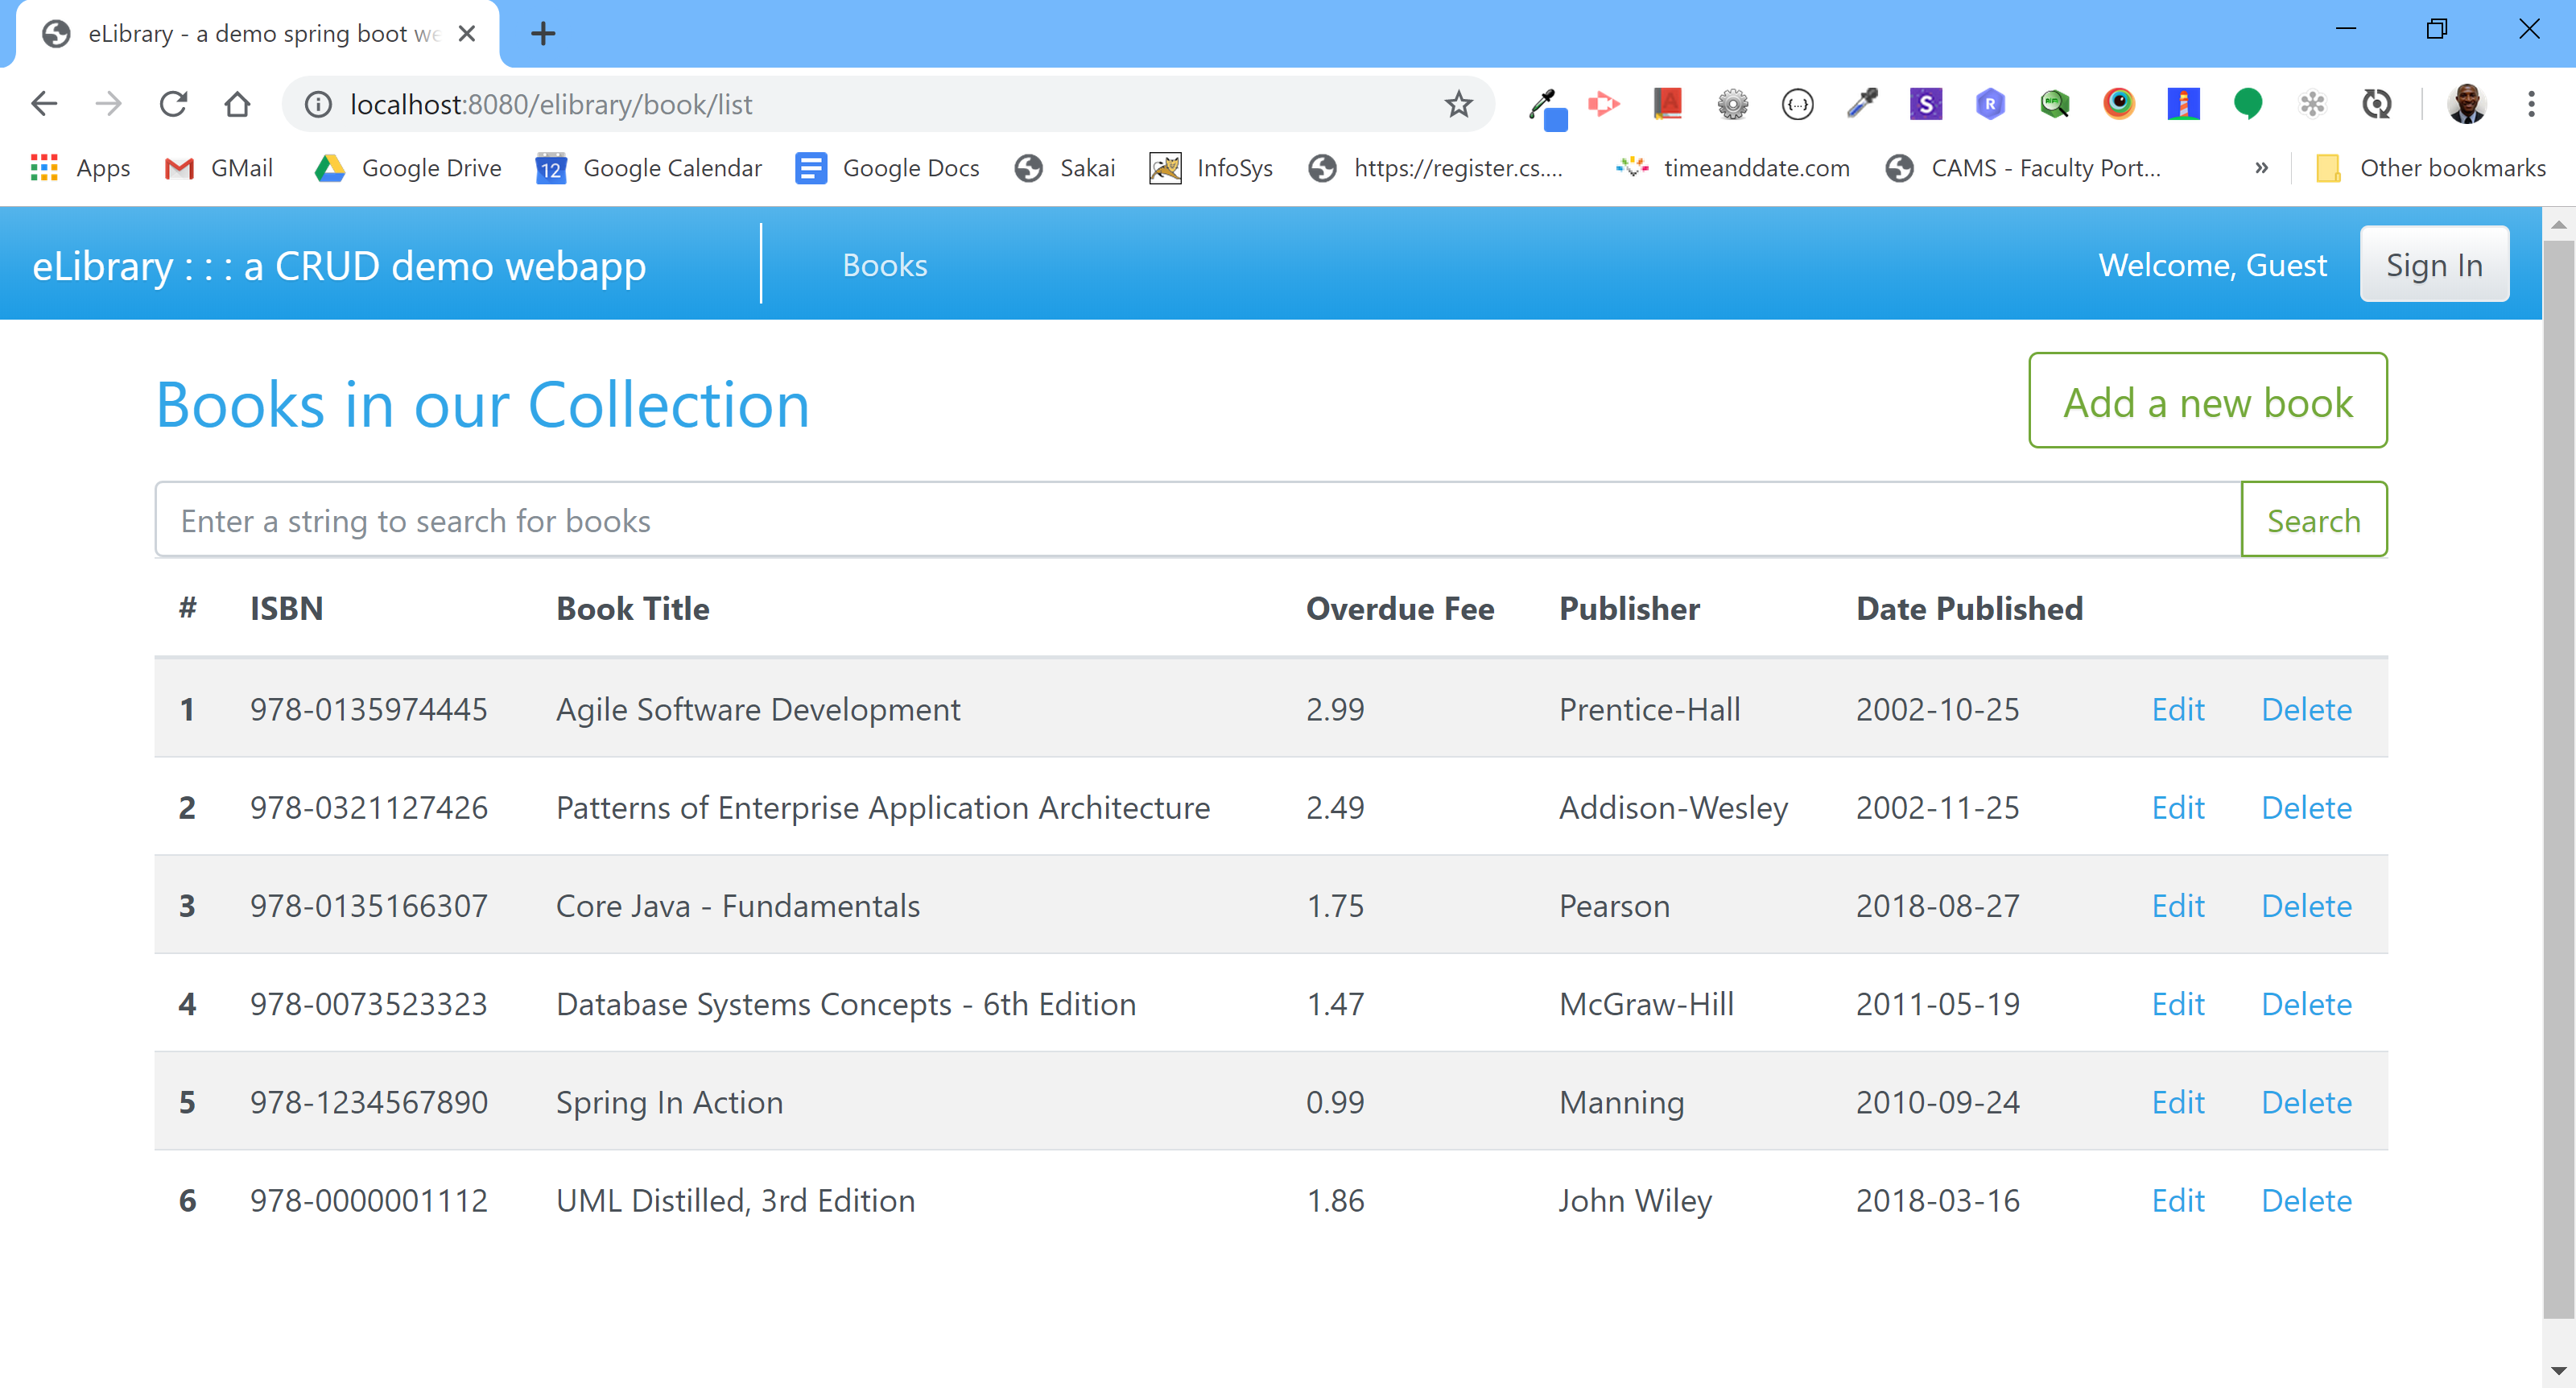 eLibrary - a demo spring boot we
localhost:8080/elibrary/book/list
Apps GMail Google Drive 12 Google Calendar Google Docs Sakai InfoSys https://register.cs.... timeanddate.com CAMS - Faculty Port... » Other bookmarks
eLibrary : : : a CRUD demo webapp Books Welcome, Guest Sign In
Books in our Collection Add a new book
Enter a string to search for books Search
# ISBN Book Title Overdue Fee Publisher Date Published
1 978-0135974445 Agile Software Development 2.99 Prentice-Hall 2002-10-25 Edit Delete
2 978-0321127426 Patterns of Enterprise Application Architecture 2.49 Addison-Wesley 2002-11-25 Edit Delete
3 978-0135166307 Core Java - Fundamentals 1.75 Pearson 2018-08-27 Edit Delete
4 978-0073523323 Database Systems Concepts - 6th Edition 1.47 McGraw-Hill 2011-05-19 Edit Delete
5 978-1234567890 Spring In Action 0.99 Manning 2010-09-24 Edit Delete
6 978-0000001112 UML Distilled, 3rd Edition 1.86 John Wiley 2018-03-16 Edit Delete